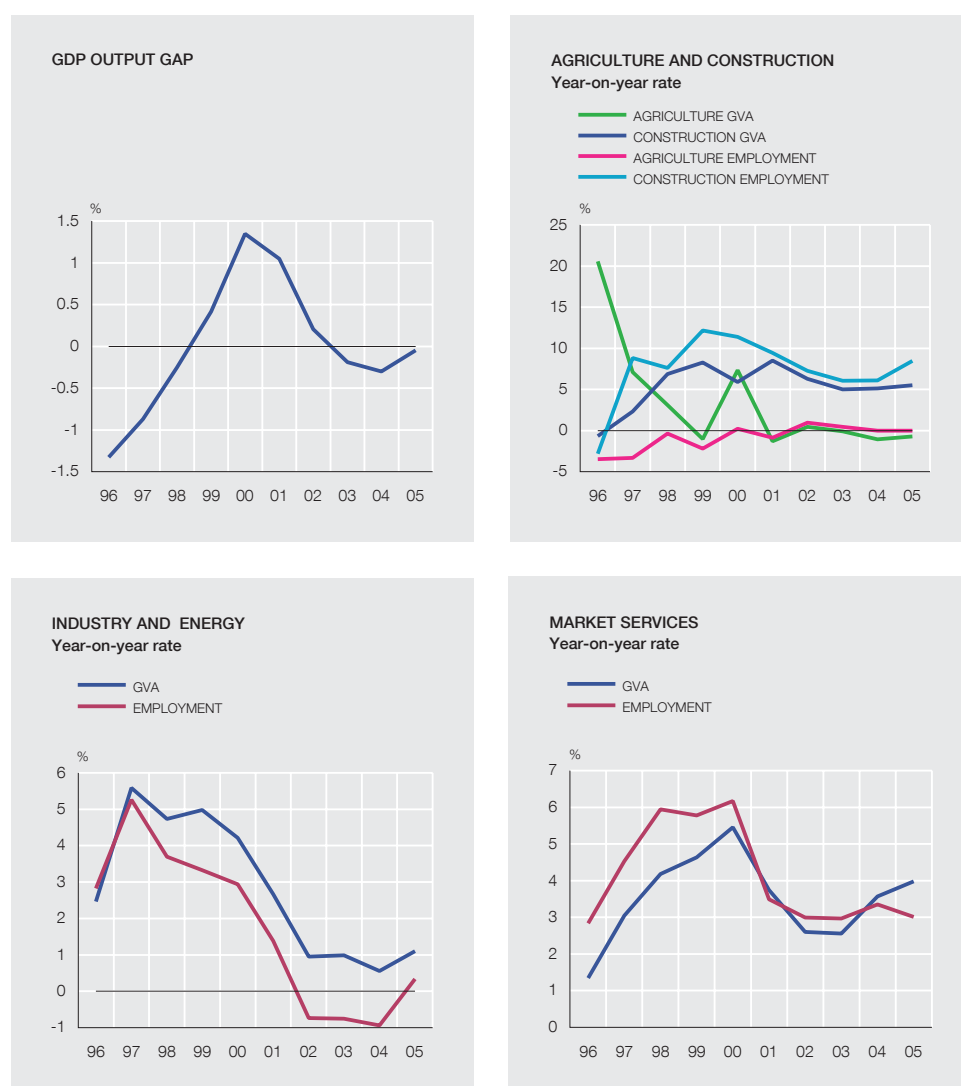 GDP OUTPUT GAP
%
1.5
1
0.5
0
-0.5
-1
-1.5
96 97 98 99 00 01 02 03 04 05
AGRICULTURE AND CONSTRUCTION
Year-on-year rate
AGRICULTURE GVA
CONSTRUCTION GVA
AGRICULTURE EMPLOYMENT
CONSTRUCTION EMPLOYMENT
%
25
20
15
10
5
0
-5
96 97 98 99 00 01 02 03 04 05
INDUSTRY AND ENERGY
Year-on-year rate
GVA
EMPLOYMENT
%
6
5
4
3
2
1
0
-1
96 97 98 99 00 01 02 03 04 05
MARKET SERVICES
Year-on-year rate
GVA
EMPLOYMENT
%
7
6
5
4
3
2
1
0
96 97 98 99 00 01 02 03 04 05